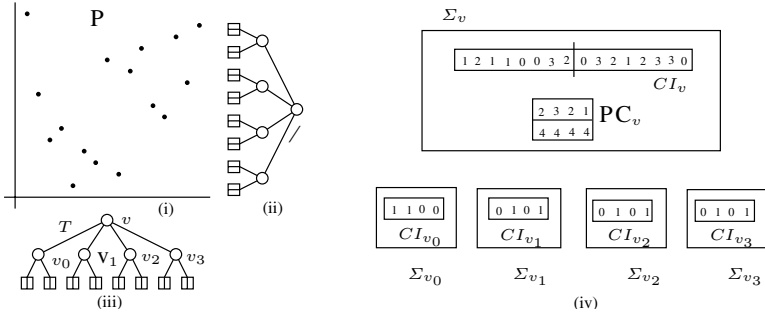 P
(i)
(ii)
T v
v0 v1 v2 v3
(iii)
Σv
1 2 1 1 0 0 3 2 0 3 2 1 2 3 3 0
CIv
2 3 2 1
4 4 4 4
PCv
1 1 0 0
CIv0
0 1 0 1
CIv1
0 1 0 1
CIv2
0 1 0 1
CIv3
Σv0 Σv1 Σv2 Σv3
(iv)